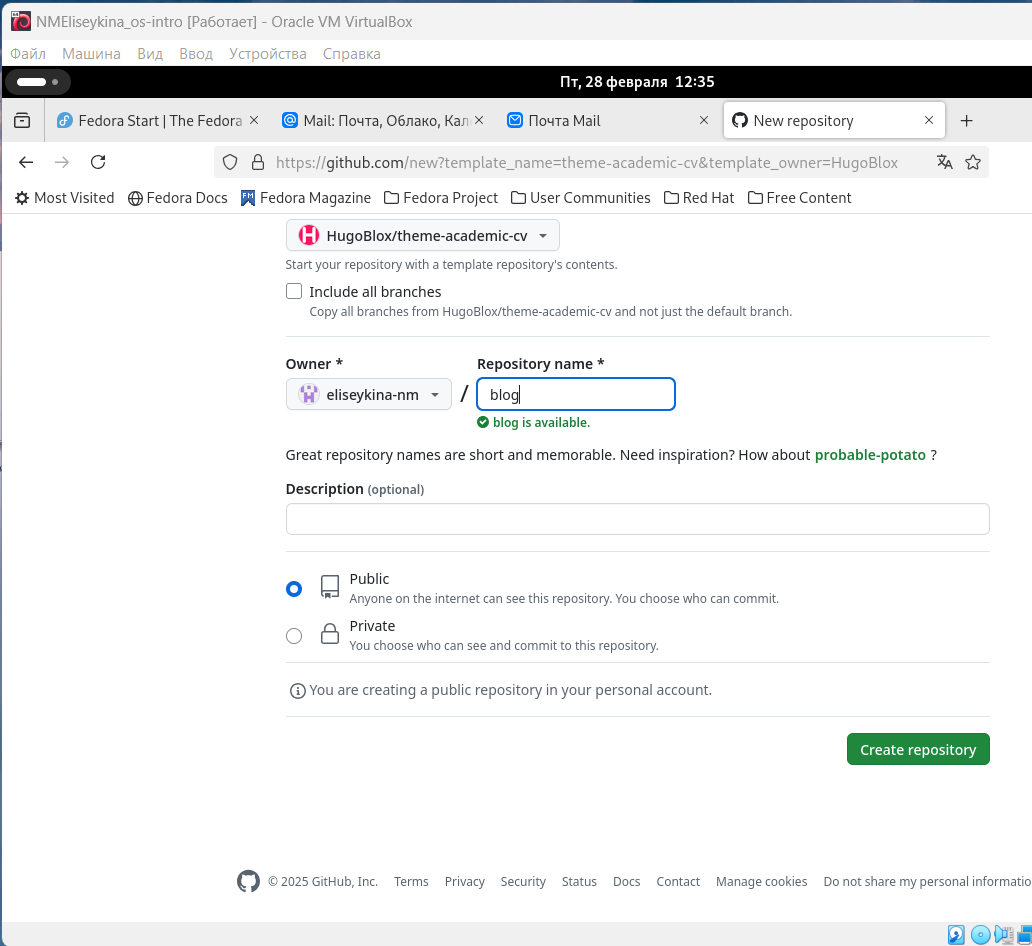 NMEliseykina_os-intro [Работает] - Oracle VM VirtualBox
Файл Машина Вид Ввод Устройства Справка
Пт, 28 февраля 12:35
Fedora Start | The Fedora Mail: Почта, Облако, Кал Почта Mail New repository
https://github.com/new?template_name=theme-academic-cv&template_owner=HugoBlox
Most Visited Fedora Docs Fedora Magazine Fedora Project User Communities Red Hat Free Content
HugoBlox/theme-academic-cv
Start your repository with a template repository's contents.
Include all branches
Copy all branches from HugoBlox/theme-academic-cv and not just the default branch.
Owner * Repository name *
eliseykina-nm / blog
blog is available.
Great repository names are short and memorable. Need inspiration? How about probable-potato ?
Description (optional)
Public
Anyone on the internet can see this repository. You choose who can commit.
Private
You choose who can see and commit to this repository.
You are creating a public repository in your personal account.
Create repository
© 2025 GitHub, Inc. Terms Privacy Security Status Docs Contact Manage cookies Do not share my personal informatio